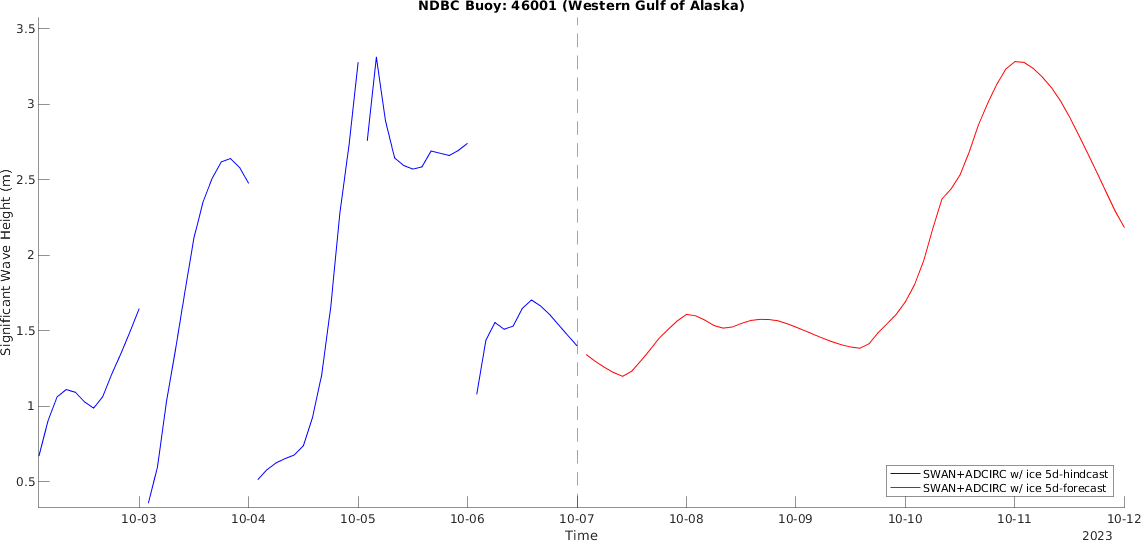 NDBC Buoy: 46001 (Western Gulf of Alaska)
Significant Wave Height (m)
3.5
3
2.5
2
1.5
1
0.5
SWAN+ADCIRC w/ ice 5d-hindcast
SWAN+ADCIRC w/ ice 5d-forecast
10-03 10-04 10-05 10-06 10-07 10-08 10-09 10-10 10-11 10-12
Time
2023